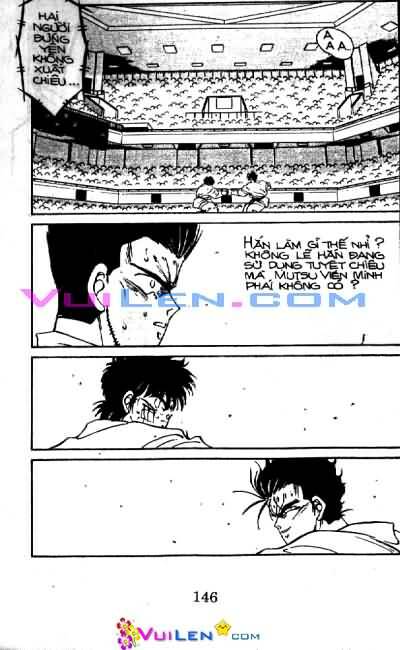 HAI
NGƯỜI
ĐỨNG
YÊN
KHÔNG
XUẤT
CHIÊU...
A
A A...
HẮN LÀM GÌ THẾ NHỈ ?
KHÔNG LẼ HẮN ĐANG
SỬ DỤNG TUYỆT CHIÊU
MÀ MUTSU VIÊN MINH
PHÁI KHÔNG CÓ ?
VUILEN.COM
146
VUILEN.COM